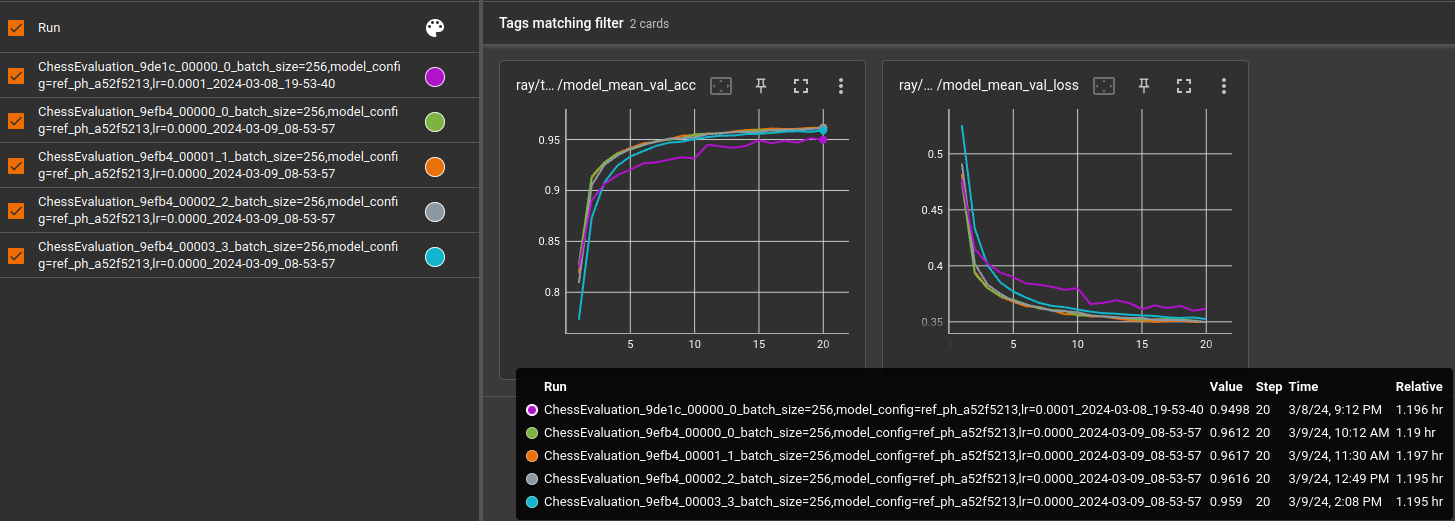 Run
ChessEvaluation_9de1c_00000_0_batch_size=256,model_confi
g=ref_ph_a52f5213,lr=0.0001_2024-03-08_19-53-40
ChessEvaluation_9efb4_00000_0_batch_size=256,model_confi
g=ref_ph_a52f5213,lr=0.0000_2024-03-09_08-53-57
ChessEvaluation_9efb4_00001_1_batch_size=256,model_confi
g=ref_ph_a52f5213,lr=0.0000_2024-03-09_08-53-57
ChessEvaluation_9efb4_00002_2_batch_size=256,model_confi
g=ref_ph_a52f5213,lr=0.0000_2024-03-09_08-53-57
ChessEvaluation_9efb4_00003_3_batch_size=256,model_confi
g=ref_ph_a52f5213,lr=0.0000_2024-03-09_08-53-57
Tags matching filter 2 cards
ray/t… /model_mean_val_acc
0.95
0.9
0.85
0.8
5 10 15 20
ray/… /model_mean_val_loss
0.5
0.45
0.4
0.35
5 10 15 20
Run Value Step Time Relative
ChessEvaluation_9de1c_00000_0_batch_size=256,model_config=ref_ph_a52f5213,lr=0.0001_2024-03-08_19-53-40 0.9498 20 3/8/24, 9:12 PM 1.196 hr
ChessEvaluation_9efb4_00000_0_batch_size=256,model_config=ref_ph_a52f5213,lr=0.0000_2024-03-09_08-53-57 0.9612 20 3/9/24, 10:12 AM 1.19 hr
ChessEvaluation_9efb4_00001_1_batch_size=256,model_config=ref_ph_a52f5213,lr=0.0000_2024-03-09_08-53-57 0.9617 20 3/9/24, 11:30 AM 1.197 hr
ChessEvaluation_9efb4_00002_2_batch_size=256,model_config=ref_ph_a52f5213,lr=0.0000_2024-03-09_08-53-57 0.9616 20 3/9/24, 12:49 PM 1.195 hr
ChessEvaluation_9efb4_00003_3_batch_size=256,model_config=ref_ph_a52f5213,lr=0.0000_2024-03-09_08-53-57 0.959 20 3/9/24, 2:08 PM 1.195 hr